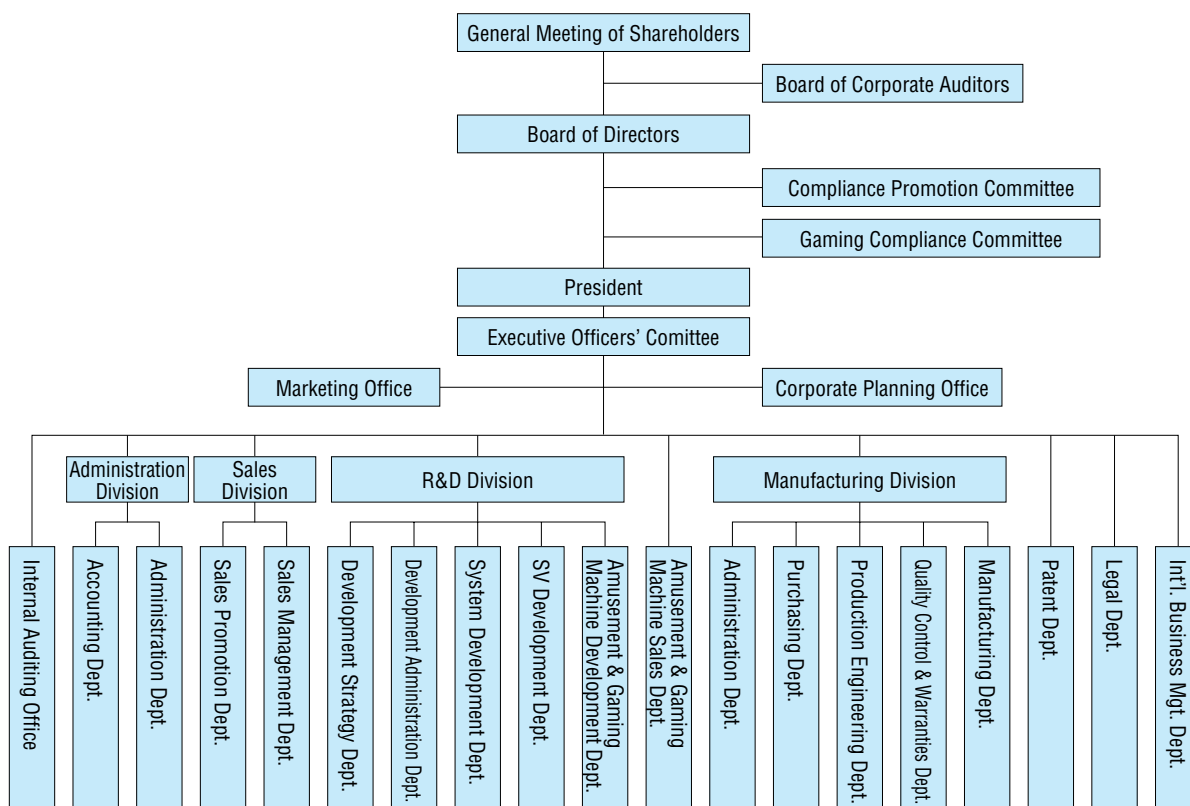 General Meeting of Shareholders
Board of Corporate Auditors
Board of Directors
Compliance Promotion Committee
Gaming Compliance Committee
President
Executive Officers’ Comittee
Marketing Office
Corporate Planning Office
Administration
Division
Sales
Division
R&D Division
Manufacturing Division
Internal Auditing Office
Accounting Dept.
Administration Dept.
Sales Promotion Dept.
Sales Management Dept.
Development Strategy Dept.
Development Administration Dept.
System Development Dept.
SV Development Dept.
Amusement & Gaming
Machine Development Dept.
Amusement & Gaming
Machine Sales Dept.
Administration Dept.
Purchasing Dept.
Production Engineering Dept.
Quality Control & Warranties Dept.
Manufacturing Dept.
Patent Dept.
Legal Dept.
Int’l. Business Mgt. Dept.